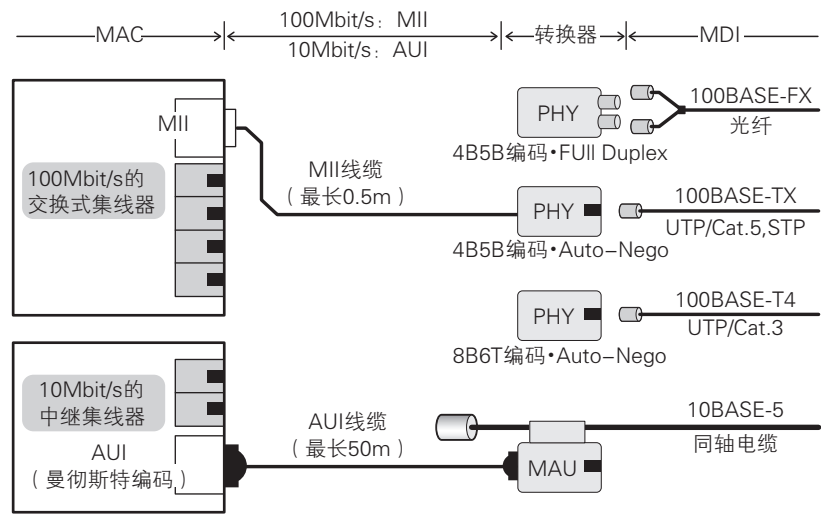 MAC
100Mbit/s：MII
10Mbit/s：AUI
转换器
MDI
MII
100Mbit/s的
交换式集线器
MII线缆
（最长0.5m）
PHY
4B5B编码•FUll Duplex
100BASE-FX
光纤
PHY
4B5B编码•Auto-Nego
100BASE-TX
UTP/Cat.5,STP
PHY
8B6T编码•Auto-Nego
100BASE-T4
UTP/Cat.3
10Mbit/s的
中继集线器
AUI
（曼彻斯特编码）
AUI线缆
（最长50m）
MAU
10BASE-5
同轴电缆